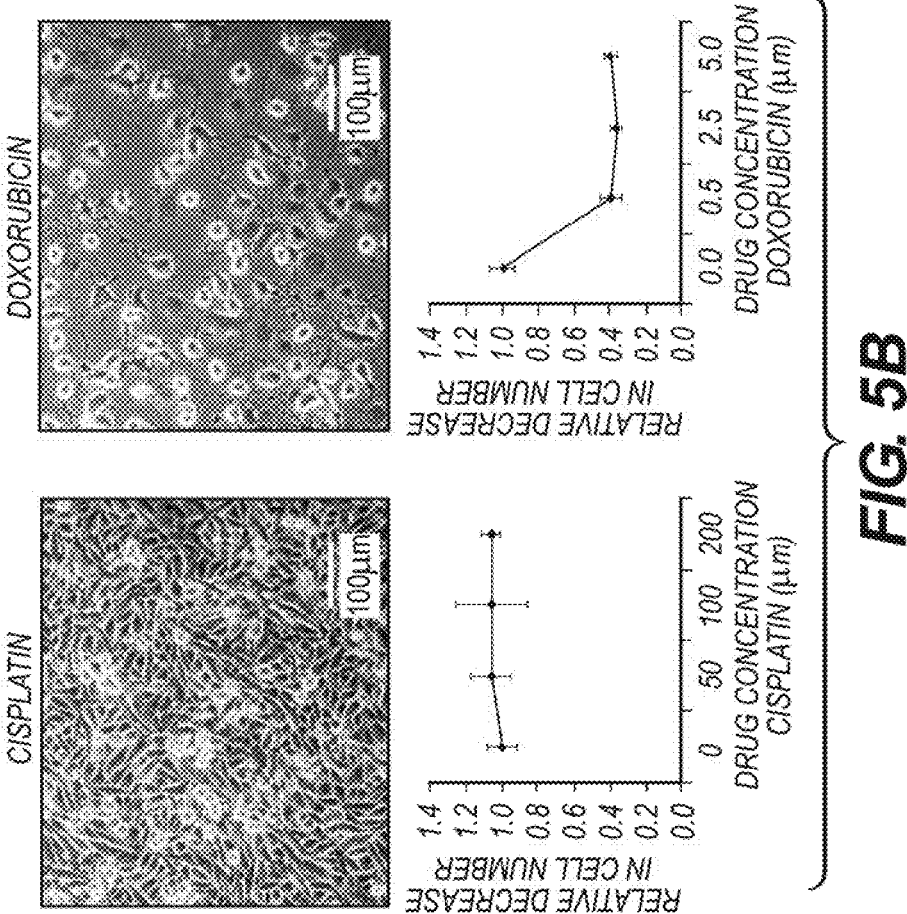 CISPLATIN
100μm
1.4
1.2
1.0
0.8
0.6
0.4
0.2
0.0
RELATIVE DECREASE
IN CELL NUMBER
0 50 100 200
DRUG CONCENTRATION
CISPLATIN (μm)
DOXORUBICIN
100μm
1.4
1.2
1.0
0.8
0.6
0.4
0.2
0.0
RELATIVE DECREASE
IN CELL NUMBER
0.0 0.5 2.5 5.0
DRUG CONCENTRATION
DOXORUBICIN (μm)
FIG. 5B